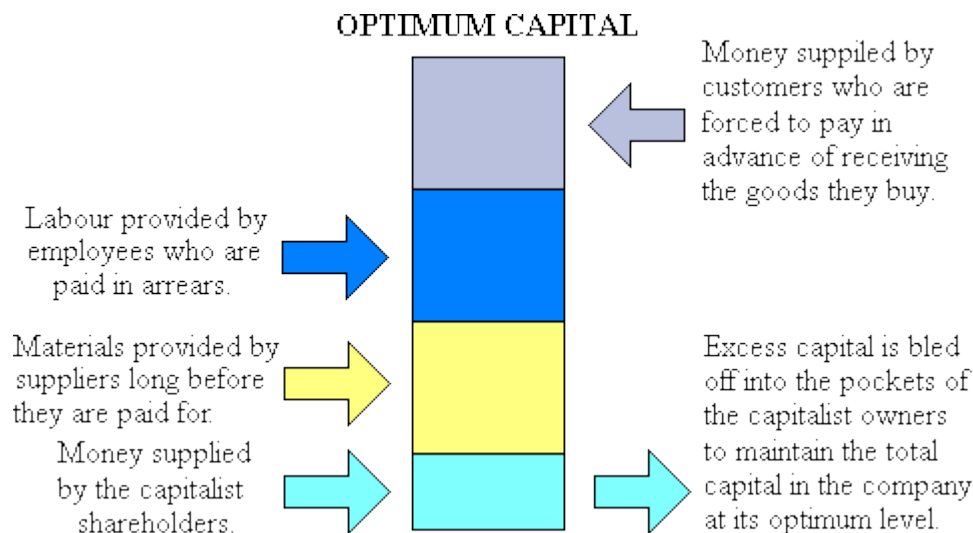 OPTIMUM CAPITAL
Money suppiled by
customers who are
forced to pay in
advance of receiving
the goods they buy.
Labour provided by
employees who are
paid in arrears.
Materials provided by
suppliers long before
they are paid for.
Money supplied
by the capitalist
shareholders.
Excess capital is bled
off into the pockets of
the capitalist owners
to maintain the total
capital in the company
at its optimum level.